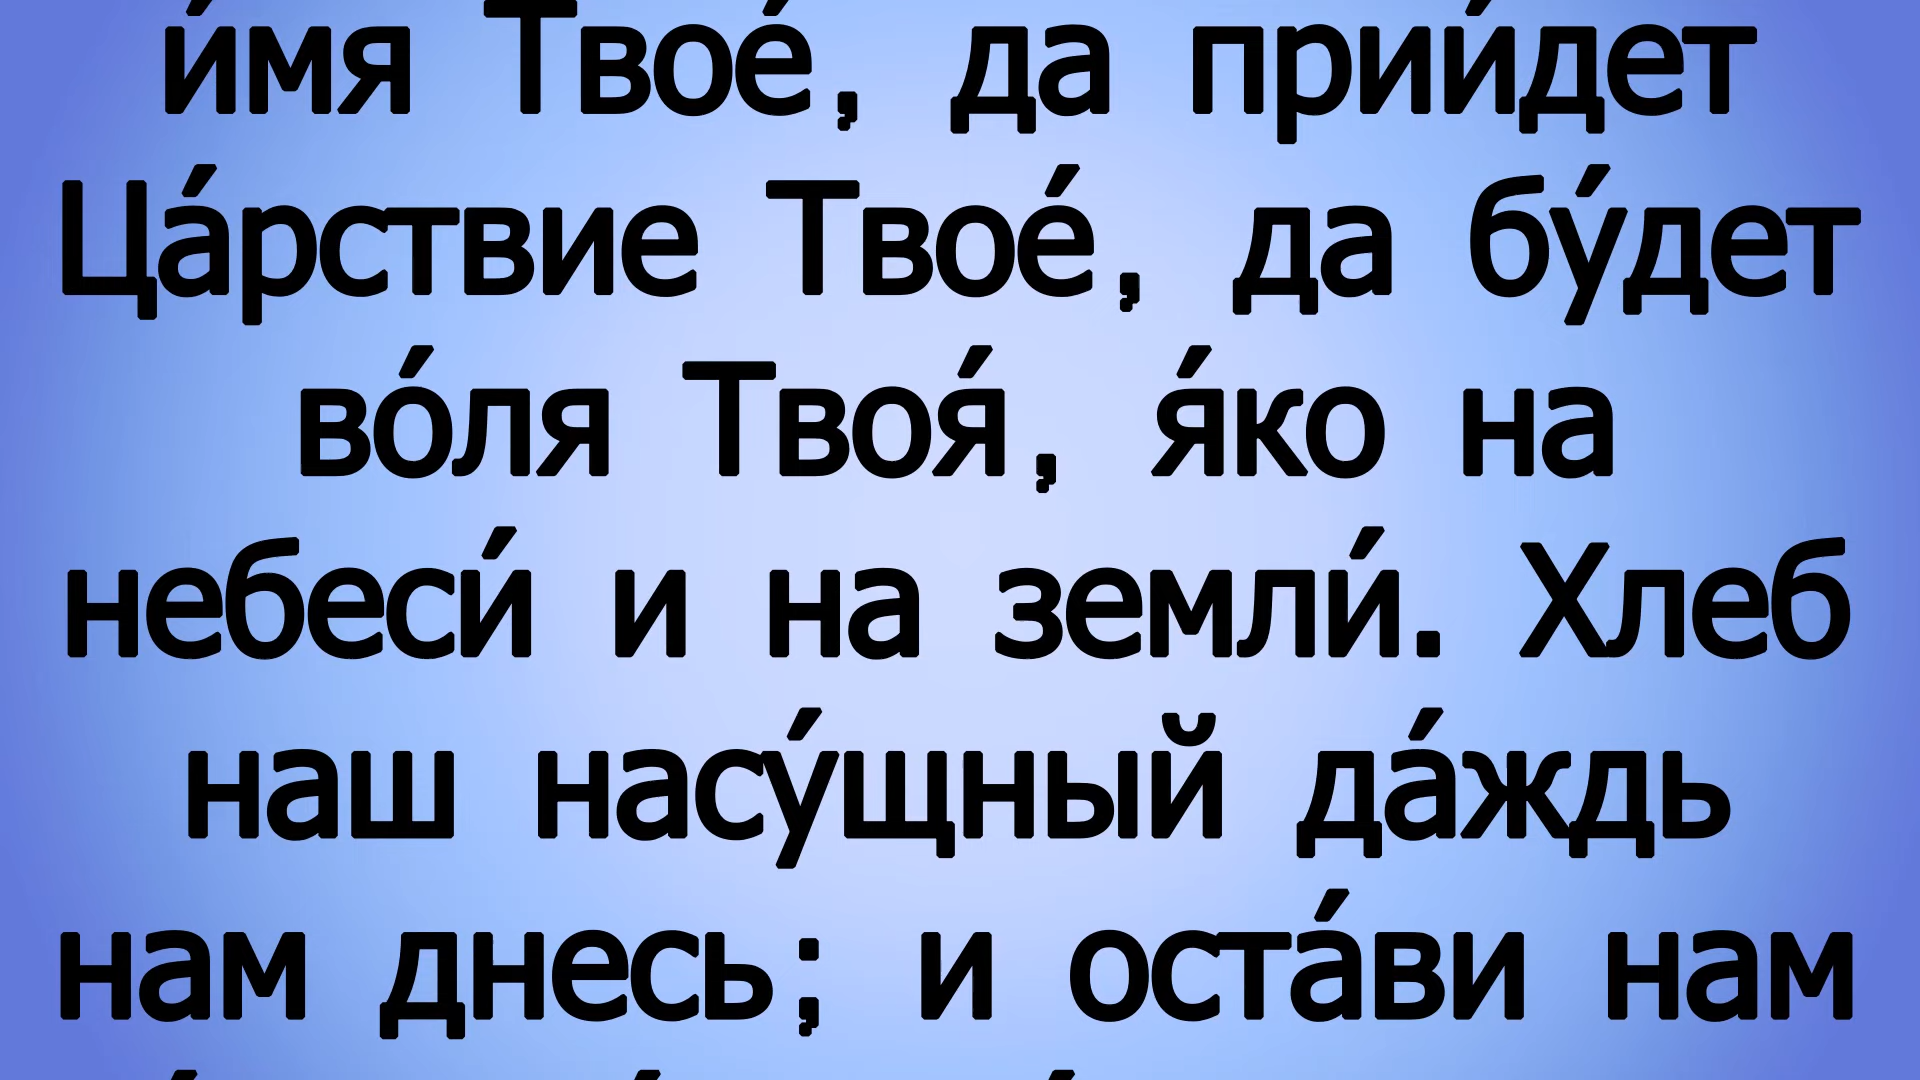 и́мя Твое́, да прии́дет
Ца́рствие Твое́, да бу́дет
во́ля Твоя́, я́ко на
небеси́ и на земли́. Хлеб
наш насу́щный да́ждь
нам днесь; и оста́ви нам